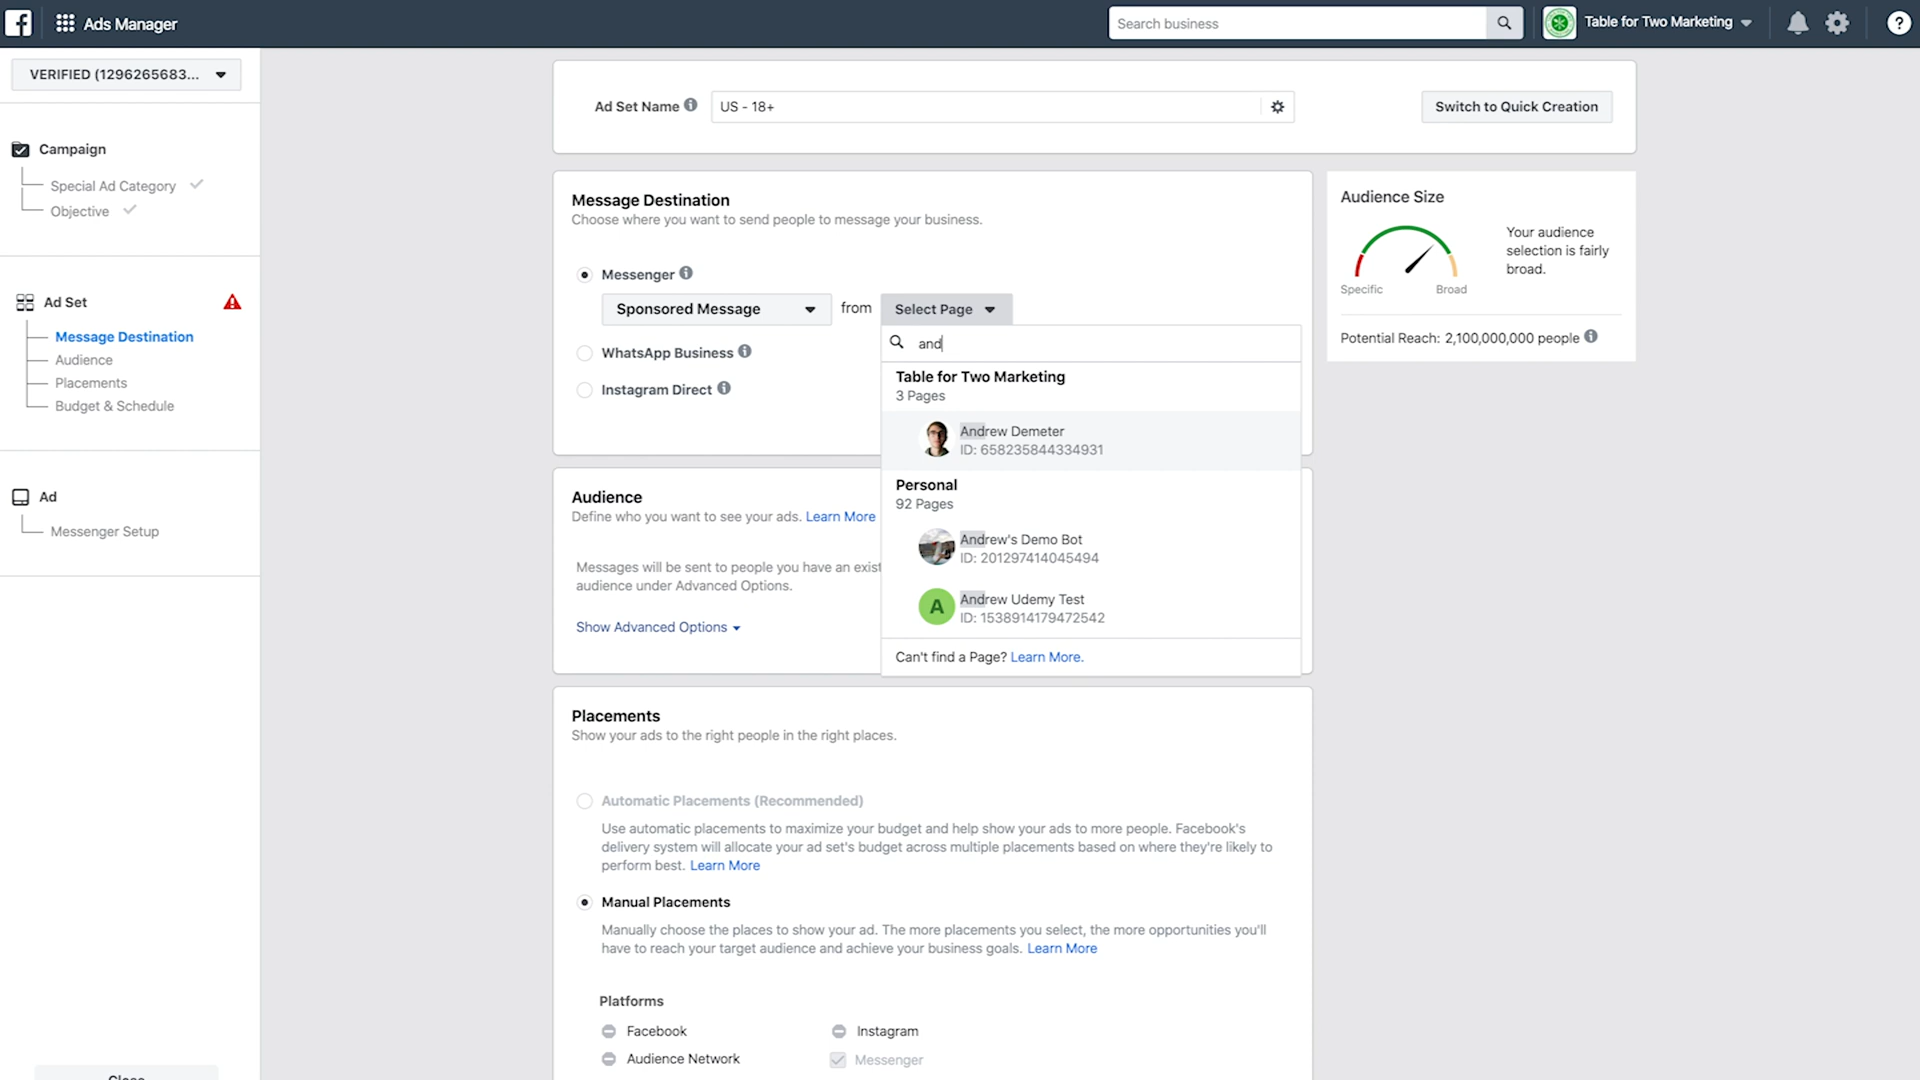 Ads Manager
Search business
Table for Two Marketing
VERIFIED (1296265683...
Campaign
Special Ad Category
Objective
Ad Set
Message Destination
Audience
Placements
Budget & Schedule
Ad
Messenger Setup
Ad Set Name
US - 18+
Switch to Quick Creation
Message Destination
Choose where you want to send people to message your business.
Messenger
Sponsored Message
from
Select Page
WhatsApp Business
Instagram Direct
and
Table for Two Marketing
3 Pages
Andrew Demeter
ID: 658235844334931
Personal
92 Pages
Andrew's Demo Bot
ID: 201297414045494
A
Andrew Udemy Test
ID: 1538914179472542
Can't find a Page? Learn More.
Audience
Define who you want to see your ads. Learn More
Messages will be sent to people you have an exist
audience under Advanced Options.
Show Advanced Options
Audience Size
Your audience
selection is fairly
broad.
Specific
Broad
Potential Reach: 2,100,000,000 people
Placements
Show your ads to the right people in the right places.
Automatic Placements (Recommended)
Use automatic placements to maximize your budget and help show your ads to more people. Facebook's
delivery system will allocate your ad set's budget across multiple placements based on where they're likely to
perform best. Learn More
Manual Placements
Manually choose the places to show your ad. The more placements you select, the more opportunities you'll
have to reach your target audience and achieve your business goals. Learn More
Platforms
Facebook
Instagram
Audience Network
Messenger
Close